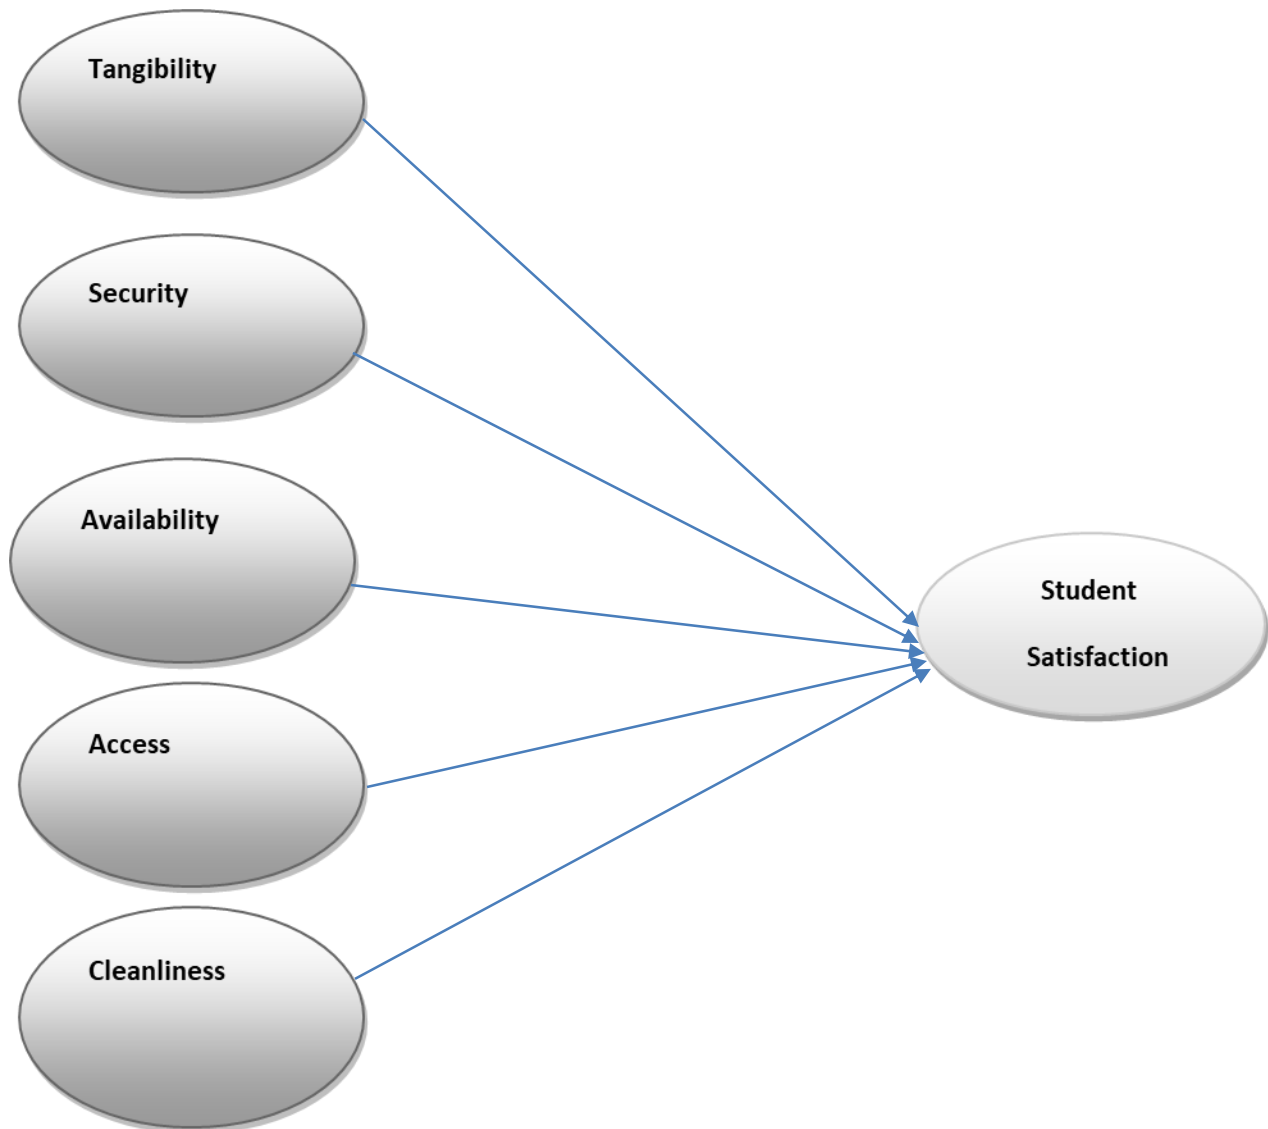 Tangibility
Security
Availability
Access
Cleanliness
Student
Satisfaction